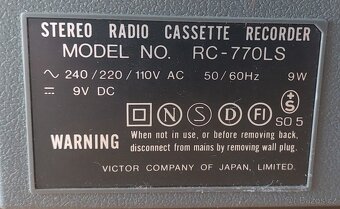 STEREO RADIO CASSETTE RECORDER
MODEL NO. RC-770LS
240/220/110V AC 50/60Hz 9W
9V DC
N S D FI +S
SO 5
WARNING When not in use, or before removing back,
disconnect from mains by removing wall plug.
VICTOR COMPANY OF JAPAN, LIMITED.